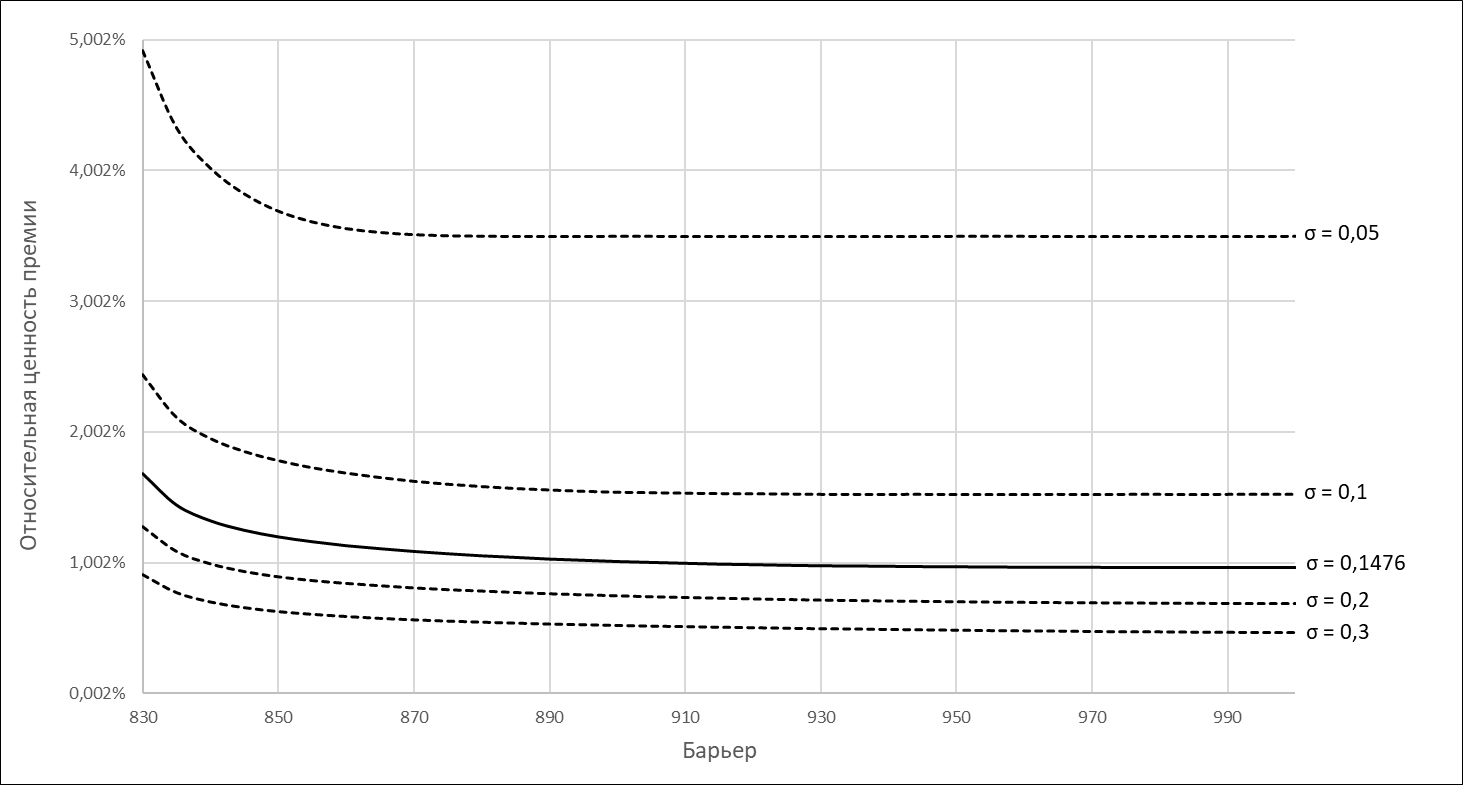 5,002%
4,002%
3,002%
2,002%
1,002%
0,002%
Относительная ценность премии
σ = 0,05
σ = 0,1
σ = 0,1476
σ = 0,2
σ = 0,3
830 850 870 890 910 930 950 970 990
Барьер